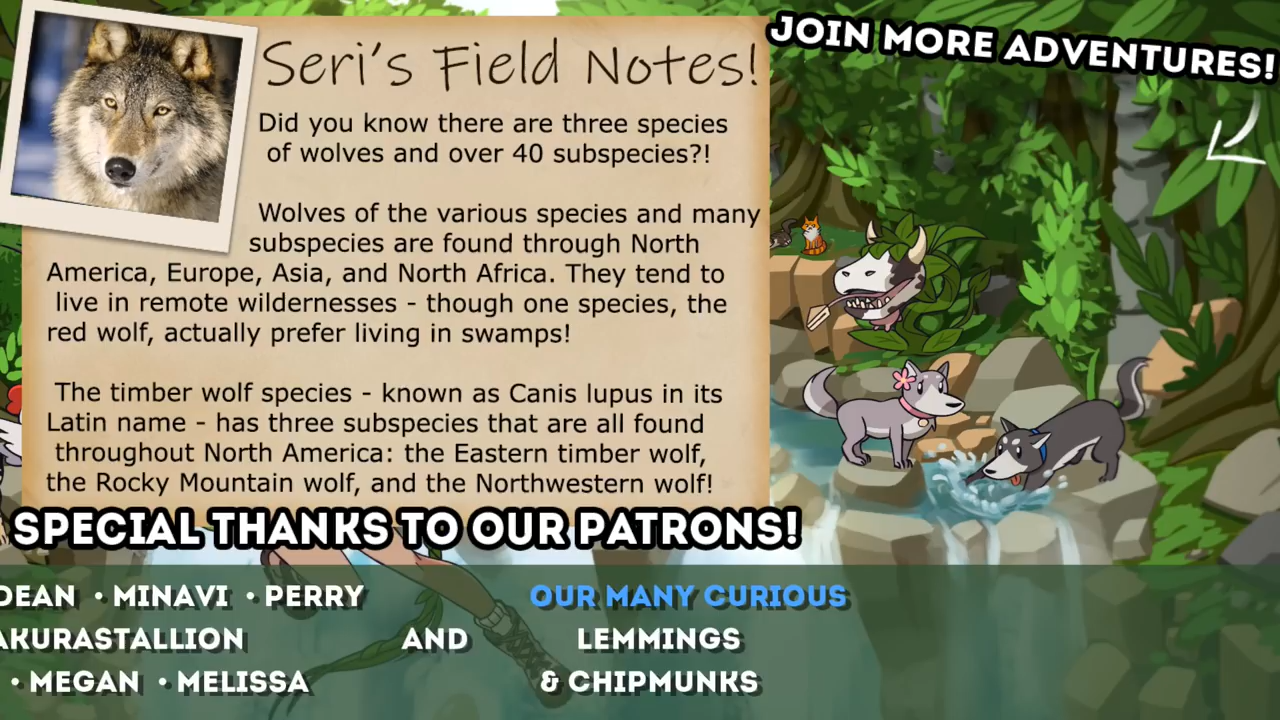 Seri's Field Notes!
JOIN MORE ADVENTURES!
Did you know there are three species
of wolves and over 40 subspecies?!
Wolves of the various species and many
subspecies are found through North
America, Europe, Asia, and North Africa. They tend to
live in remote wildernesses - though one species, the
red wolf, actually prefer living in swamps!
The timber wolf species - known as Canis lupus in its
Latin name - has three subspecies that are all found
throughout North America: the Eastern timber wolf,
the Rocky Mountain wolf, and the Northwestern wolf!
SPECIAL THANKS TO OUR PATRONS!
DEAN • MINAVI • PERRY OUR MANY CURIOUS
AKURASTALLION AND LEMMINGS
• MEGAN • MELISSA & CHIPMUNKS